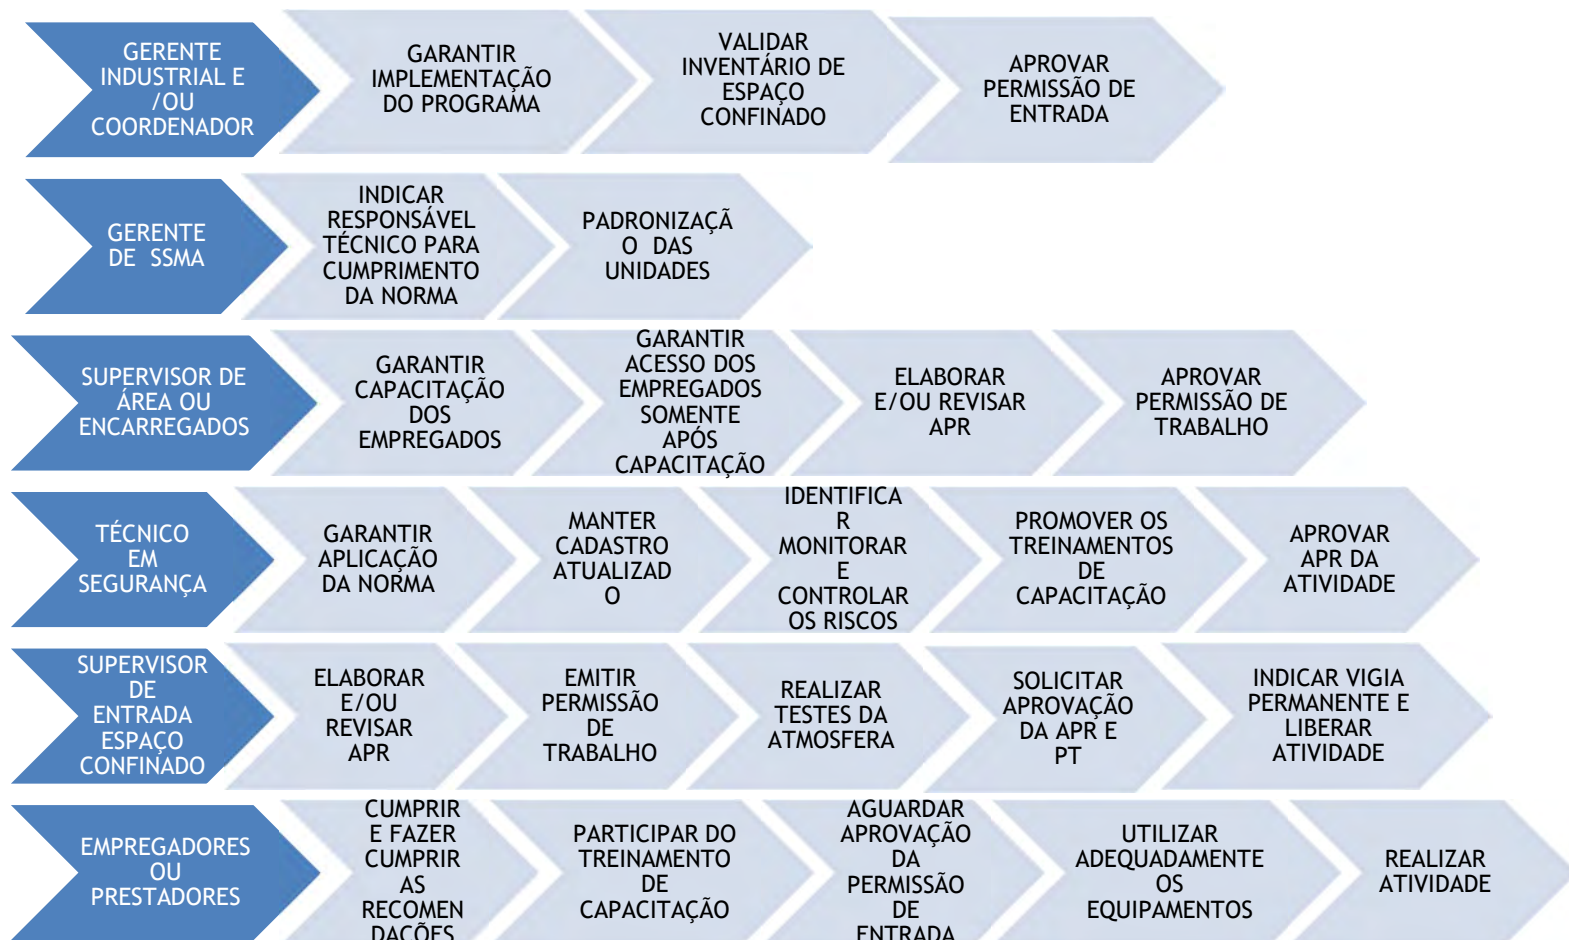 GERENTE
INDUSTRIAL E
/OU
COORDENADOR
GARANTIR
IMPLEMENTAÇÃO
DO PROGRAMA
VALIDAR
INVENTÁRIO DE
ESPAÇO
CONFINADO
APROVAR
PERMISSÃO DE
ENTRADA
GERENTE
DE SSMA
INDICAR
RESPONSÁVEL
TÉCNICO PARA
CUMPRIMENTO
DA NORMA
PADRONIZAÇÃ
O DAS
UNIDADES
SUPERVISOR DE
ÁREA OU
ENCARREGADOS
GARANTIR
CAPACITAÇÃO
DOS
EMPREGADOS
GARANTIR
ACESSO DOS
EMPREGADOS
SOMENTE
APÓS
CAPACITAÇÃO
ELABORAR
E/OU REVISAR
APR
APROVAR
PERMISSÃO DE
TRABALHO
TÉCNICO
EM
SEGURANÇA
GARANTIR
APLICAÇÃO
DA NORMA
MANTER
CADASTRO
ATUALIZAD
O
IDENTIFICA
R
MONITORAR
E
CONTROLAR
OS RISCOS
PROMOVER OS
TREINAMENTOS
DE
CAPACITAÇÃO
APROVAR
APR DA
ATIVIDADE
SUPERVISOR
DE
ENTRADA
ESPAÇO
CONFINADO
ELABORAR
E/OU
REVISAR
APR
EMITIR
PERMISSÃO
DE
TRABALHO
REALIZAR
TESTES DA
ATMOSFERA
SOLICITAR
APROVAÇÃO
DA APR E
PT
INDICAR VIGIA
PERMANENTE E
LIBERAR
ATIVIDADE
EMPREGADORES
OU
PRESTADORES
CUMPRIR
E FAZER
CUMPRIR
AS
RECOMEN
DAÇÕES
PARTICIPAR DO
TREINAMENTO
DE
CAPACITAÇÃO
AGUARDAR
APROVAÇÃO
DA
PERMISSÃO
DE
ENTRADA
UTILIZAR
ADEQUADAMENTE
OS
EQUIPAMENTOS
REALIZAR
ATIVIDADE